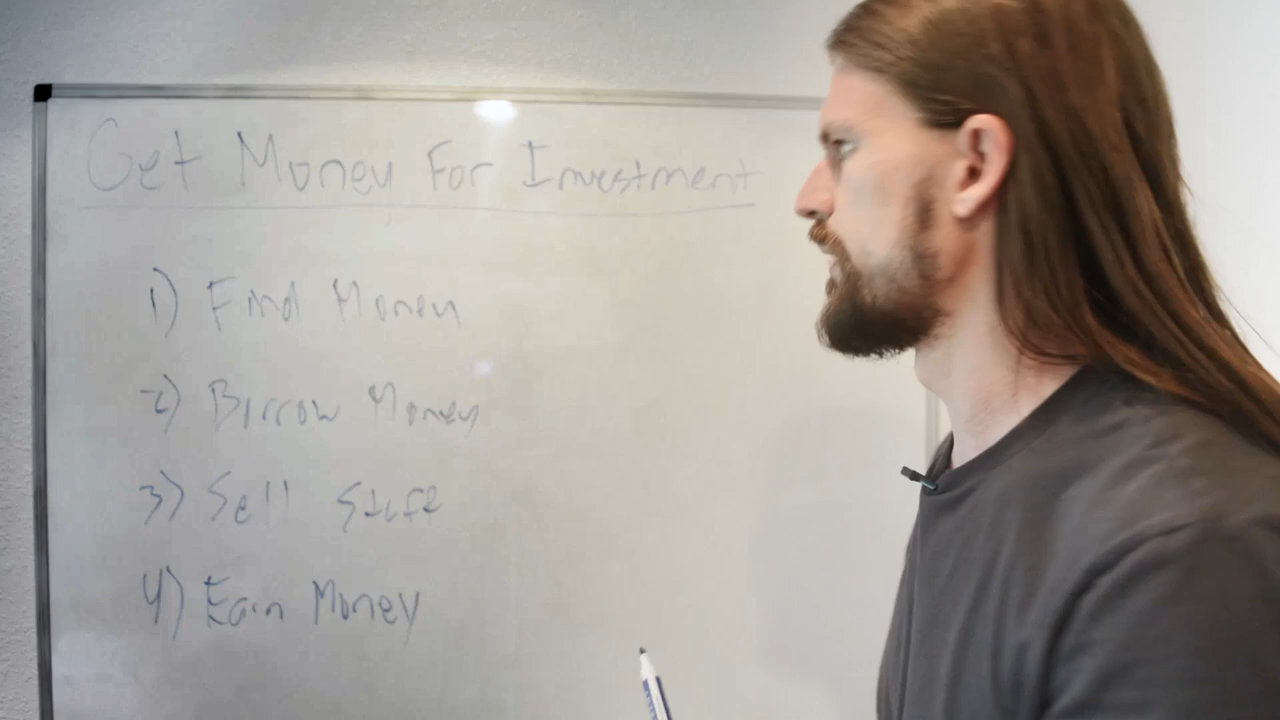 Get Money For Investment
1) Find Money
2) Borrow Money
3) Sell Stuff
4) Earn Money